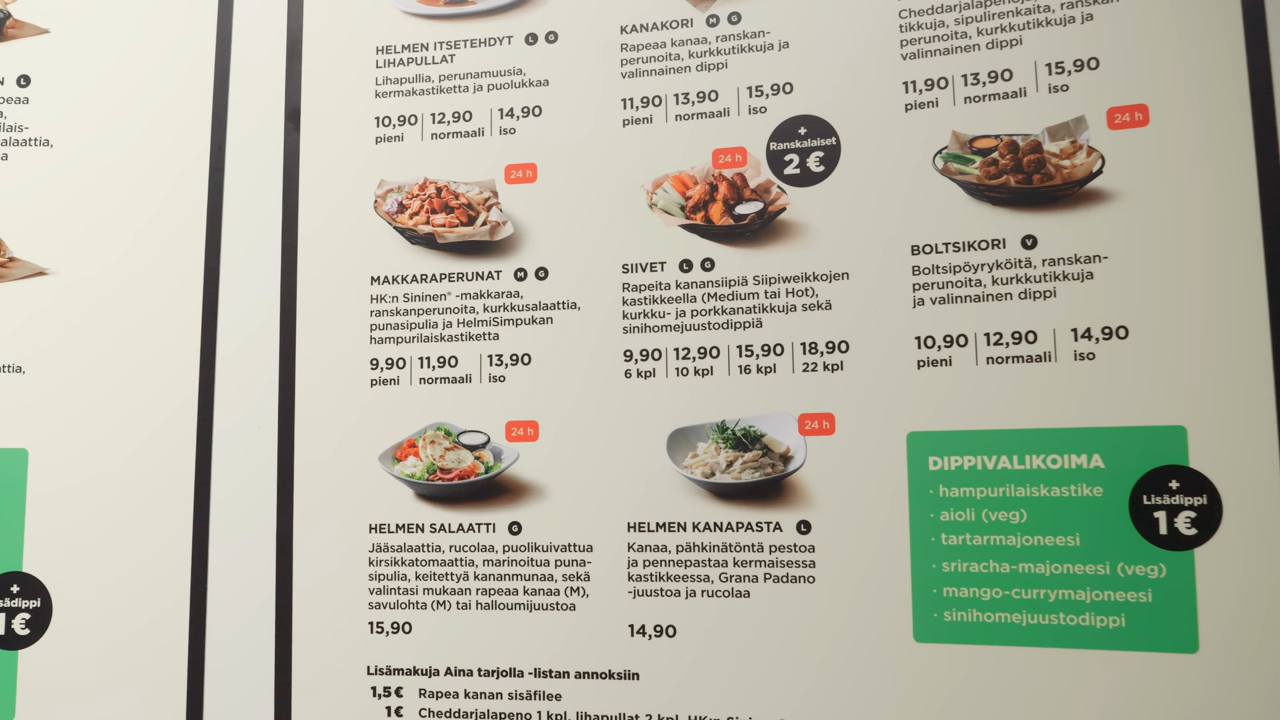 N L
peaa
a,
ilais-
alaattia,
a
ttia,
+
sädippi
1€
HELMEN ITSETEHDYT L G
LIHAPULLAT
Lihapullia, perunamuusia,
kermakastiketta ja puolukkaa
10,90 12,90 14,90
pieni normaali iso
24 h
MAKKARAPERUNAT M G
HK:n Sininen® -makkaraa,
ranskanperunoita, kurkkusalaattia,
punasipulia ja HelmiSimpukan
hampurilaiskastiketta
9,90 11,90 13,90
pieni normaali iso
24 h
HELMEN SALAATTI G
Jääsalaattia, rucolaa, puolikuivattua
kirsikkatomaattia, marinoitua puna-
sipulia, keitettyä kananmunaa, sekä
valintasi mukaan rapeaa kanaa (M),
savulohta (M) tai halloumijuustoa
15,90
KANAKORI M G
Rapeaa kanaa, ranskan-
perunoita, kurkkutikkuja ja
valinnainen dippi
11,90 13,90 15,90
pieni normaali iso
24 h
+
Ranskalaiset
2 €
SIIVET L G
Rapeita kanansiipiä Siipiweikkojen
kastikkeella (Medium tai Hot),
kurkku- ja porkkanatikkuja sekä
sinihomejuustodippiä
9,90 12,90 15,90 18,90
6 kpl 10 kpl 16 kpl 22 kpl
24 h
HELMEN KANAPASTA L
Kanaa, pähkinätöntä pestoa
ja pennepastaa kermaisessa
kastikkeessa, Grana Padano
-juustoa ja rucolaa
14,90
Cheddarjalapenoja,
tikkuja, sipulirenkaita, ranskan-
perunoita, kurkkutikkuja ja
valinnainen dippi
11,90 13,90 15,90
pieni normaali iso
24 h
BOLTSIKORI V
Boltsipöyryköitä, ranskan-
perunoita, kurkkutikkuja
ja valinnainen dippi
10,90 12,90 14,90
pieni normaali iso
DIPPIVALIKOIMA
· hampurilaiskastike
· aioli (veg)
· tartarmajoneesi
· sriracha-majoneesi (veg)
· mango-currymajoneesi
· sinihomejuustodippi
+
Lisädippi
1€
Lisämakuja Aina tarjolla -listan annoksiin
1,5€ Rapea kanan sisäfilee
1€ Cheddarjalapeno 1 kpl, lihapullat 2 kpl, HK:n